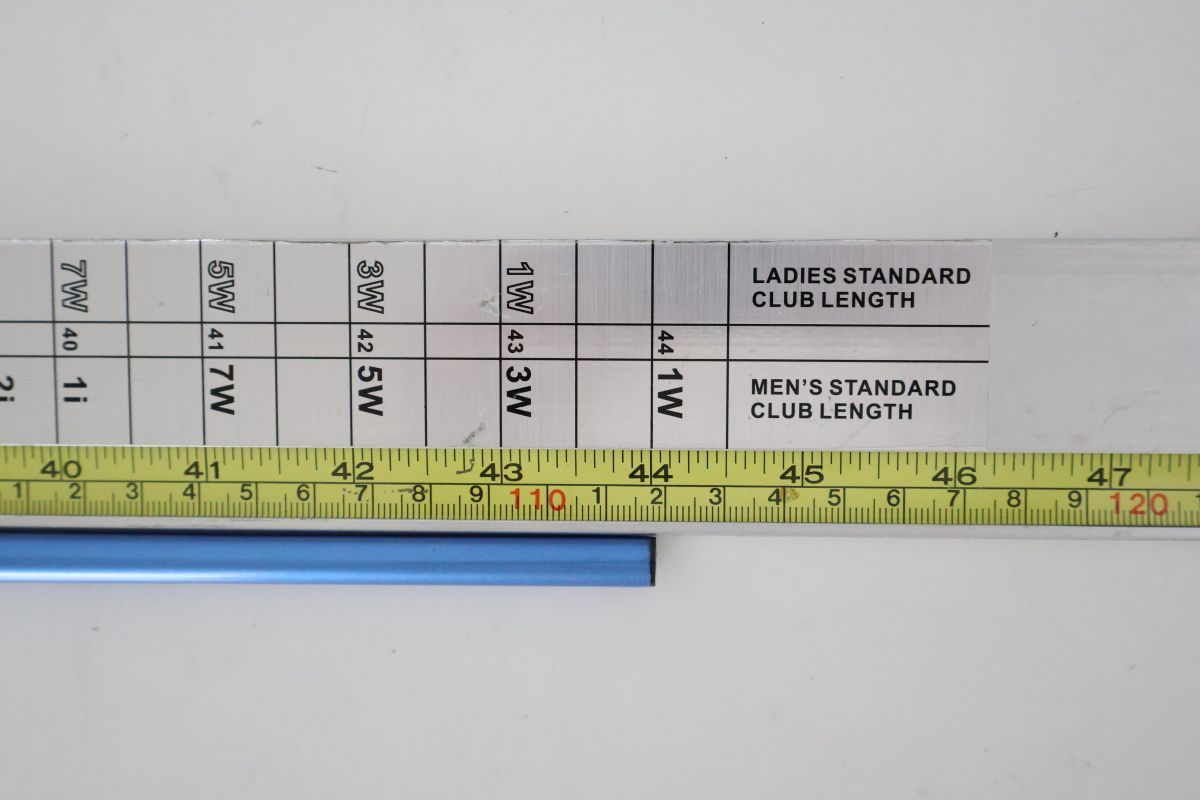 7W 5W 3W 1W LADIES STANDARD
CLUB LENGTH
40 41 42 43 44
2i 1i 7W 5W 3W 1W MEN'S STANDARD
CLUB LENGTH
40 41 42 43 44 45 46 47
1 2 3 4 5 6 7 8 9 110 1 2 3 4 5 6 7 8 9 120